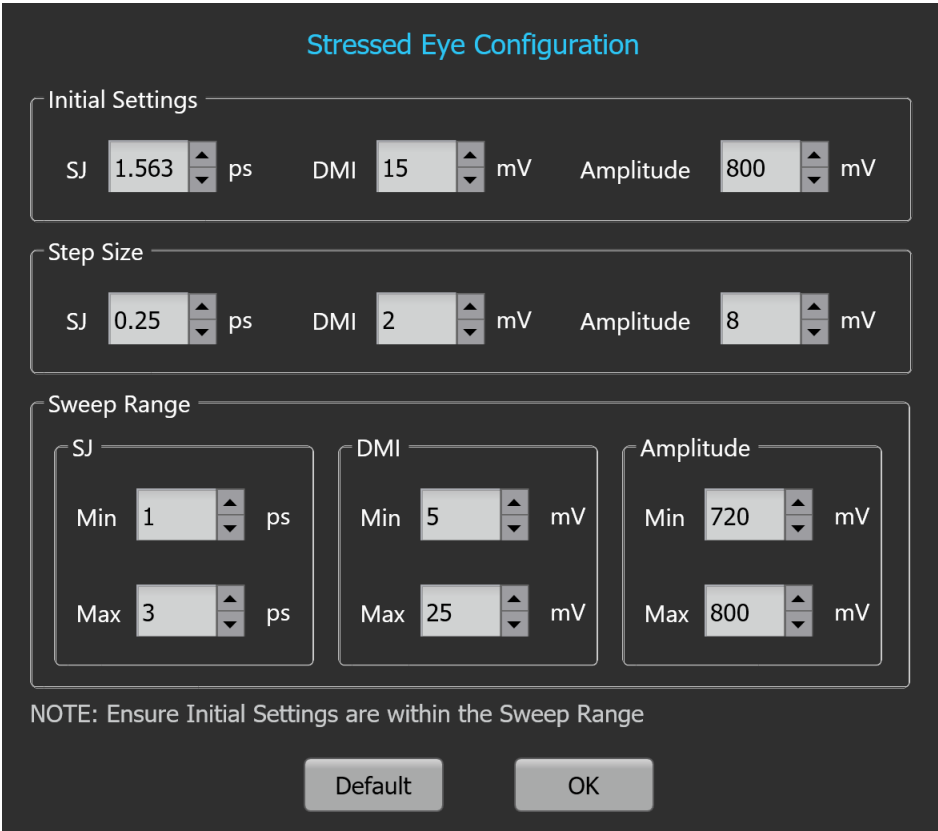 Stressed Eye Configuration
Initial Settings
SJ 1.563 ps DMI 15 mV Amplitude 800 mV
Step Size
SJ 0.25 ps DMI 2 mV Amplitude 8 mV
Sweep Range
SJ DMI Amplitude
Min 1 ps Min 5 mV Min 720 mV
Max 3 ps Max 25 mV Max 800 mV
NOTE: Ensure Initial Settings are within the Sweep Range
Default OK